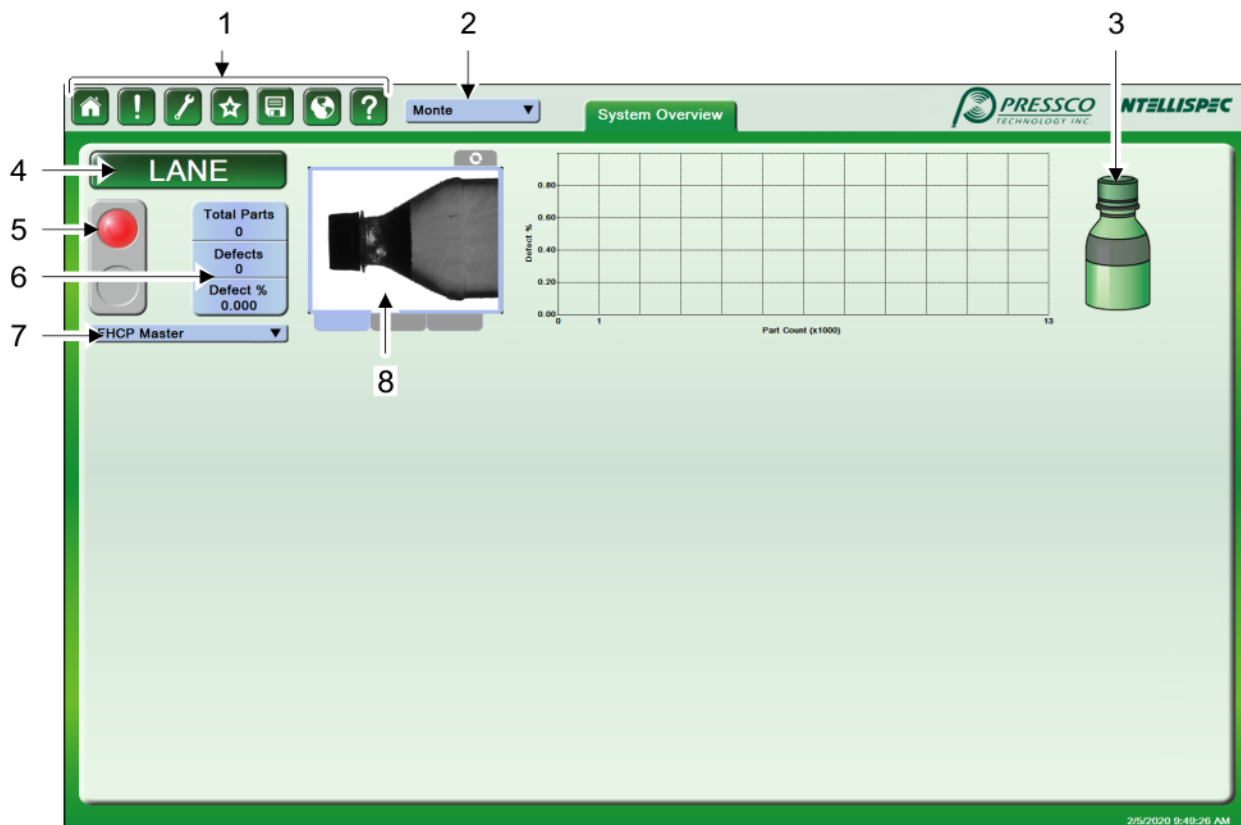 1
2
3
Monte
System Overview
PRESSCO
TECHNOLOGY INC.
INTELLISPEC
4
LANE
5
Total Parts
0
Defects
0
6
Defect %
0.000
7
FHCP Master
8
Defect %
0.80
0.60
0.40
0.20
0.00
0
1
13
Part Count (x1000)
2/5/2020 9:49:26 AM